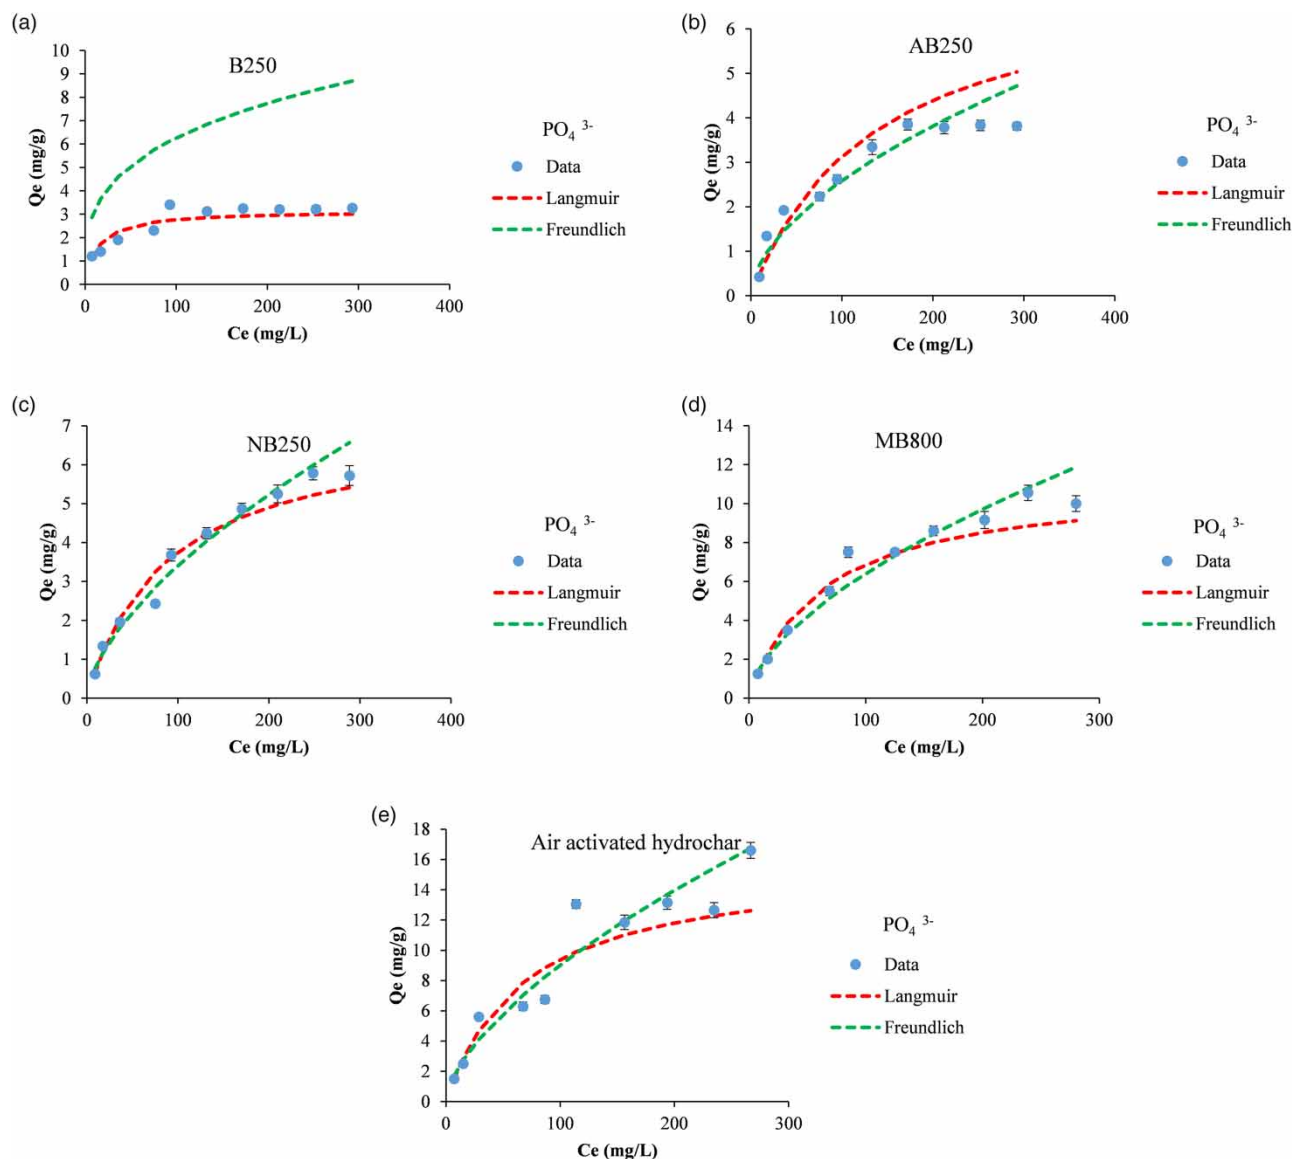 (a)
B250
10
9
8
7
6
5
4
3
2
1
0
Qe (mg/g)
0 100 200 300 400
Ce (mg/L)
PO4 3-
Data
Langmuir
Freundlich
(b)
AB250
6
5
4
3
2
1
0
Qe (mg/g)
0 100 200 300 400
Ce (mg/L)
PO4 3-
Data
Langmuir
Freundlich
(c)
NB250
7
6
5
4
3
2
1
0
Qe (mg/g)
0 100 200 300 400
Ce (mg/L)
PO4 3-
Data
Langmuir
Freundlich
(d)
MB800
14
12
10
8
6
4
2
0
Qe (mg/g)
0 100 200 300
Ce (mg/L)
PO4 3-
Data
Langmuir
Freundlich
(e)
Air activated hydrochar
18
16
14
12
10
8
6
4
2
0
Qe (mg/g)
0 100 200 300
Ce (mg/L)
PO4 3-
Data
Langmuir
Freundlich